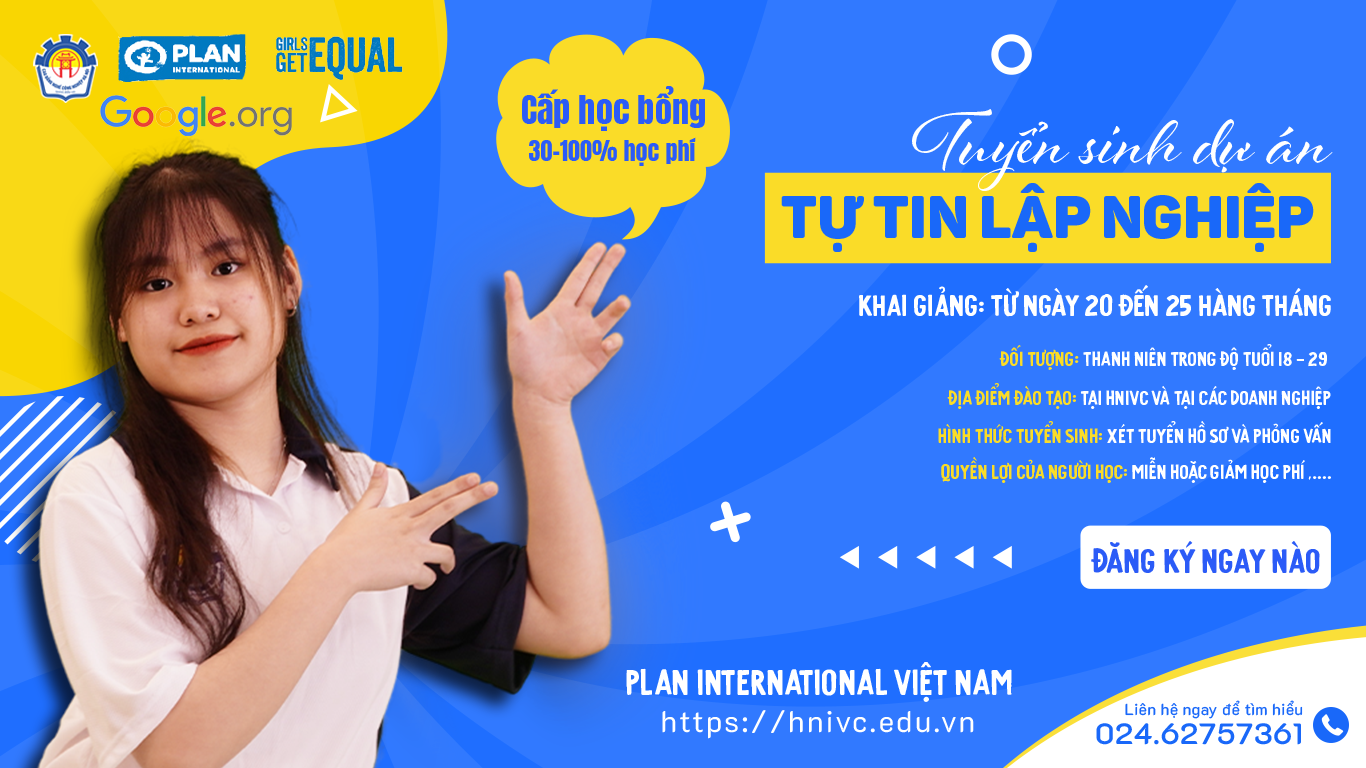 PLAN
INTERNATIONAL
GIRLS
GET EQUAL
Google.org
Cấp học bổng
30-100% học phí
Tuyển sinh dự án
TỰ TIN LẬP NGHIỆP
KHAI GIẢNG: TỪ NGÀY 20 ĐẾN 25 HÀNG THÁNG
ĐỐI TƯỢNG: THANH NIÊN TRONG ĐỘ TUỔI 18 - 29
ĐỊA ĐIỂM ĐÀO TẠO: TẠI HNIVC VÀ TẠI CÁC DOANH NGHIỆP
HÌNH THỨC TUYỂN SINH: XÉT TUYỂN HỒ SƠ VÀ PHỎNG VẤN
QUYỀN LỢI CỦA NGƯỜI HỌC: MIỄN HOẶC GIẢM HỌC PHÍ ,....
ĐĂNG KÝ NGAY NÀO
PLAN INTERNATIONAL VIỆT NAM
https://hnivc.edu.vn
Liên hệ ngay để tìm hiểu
024.62757361